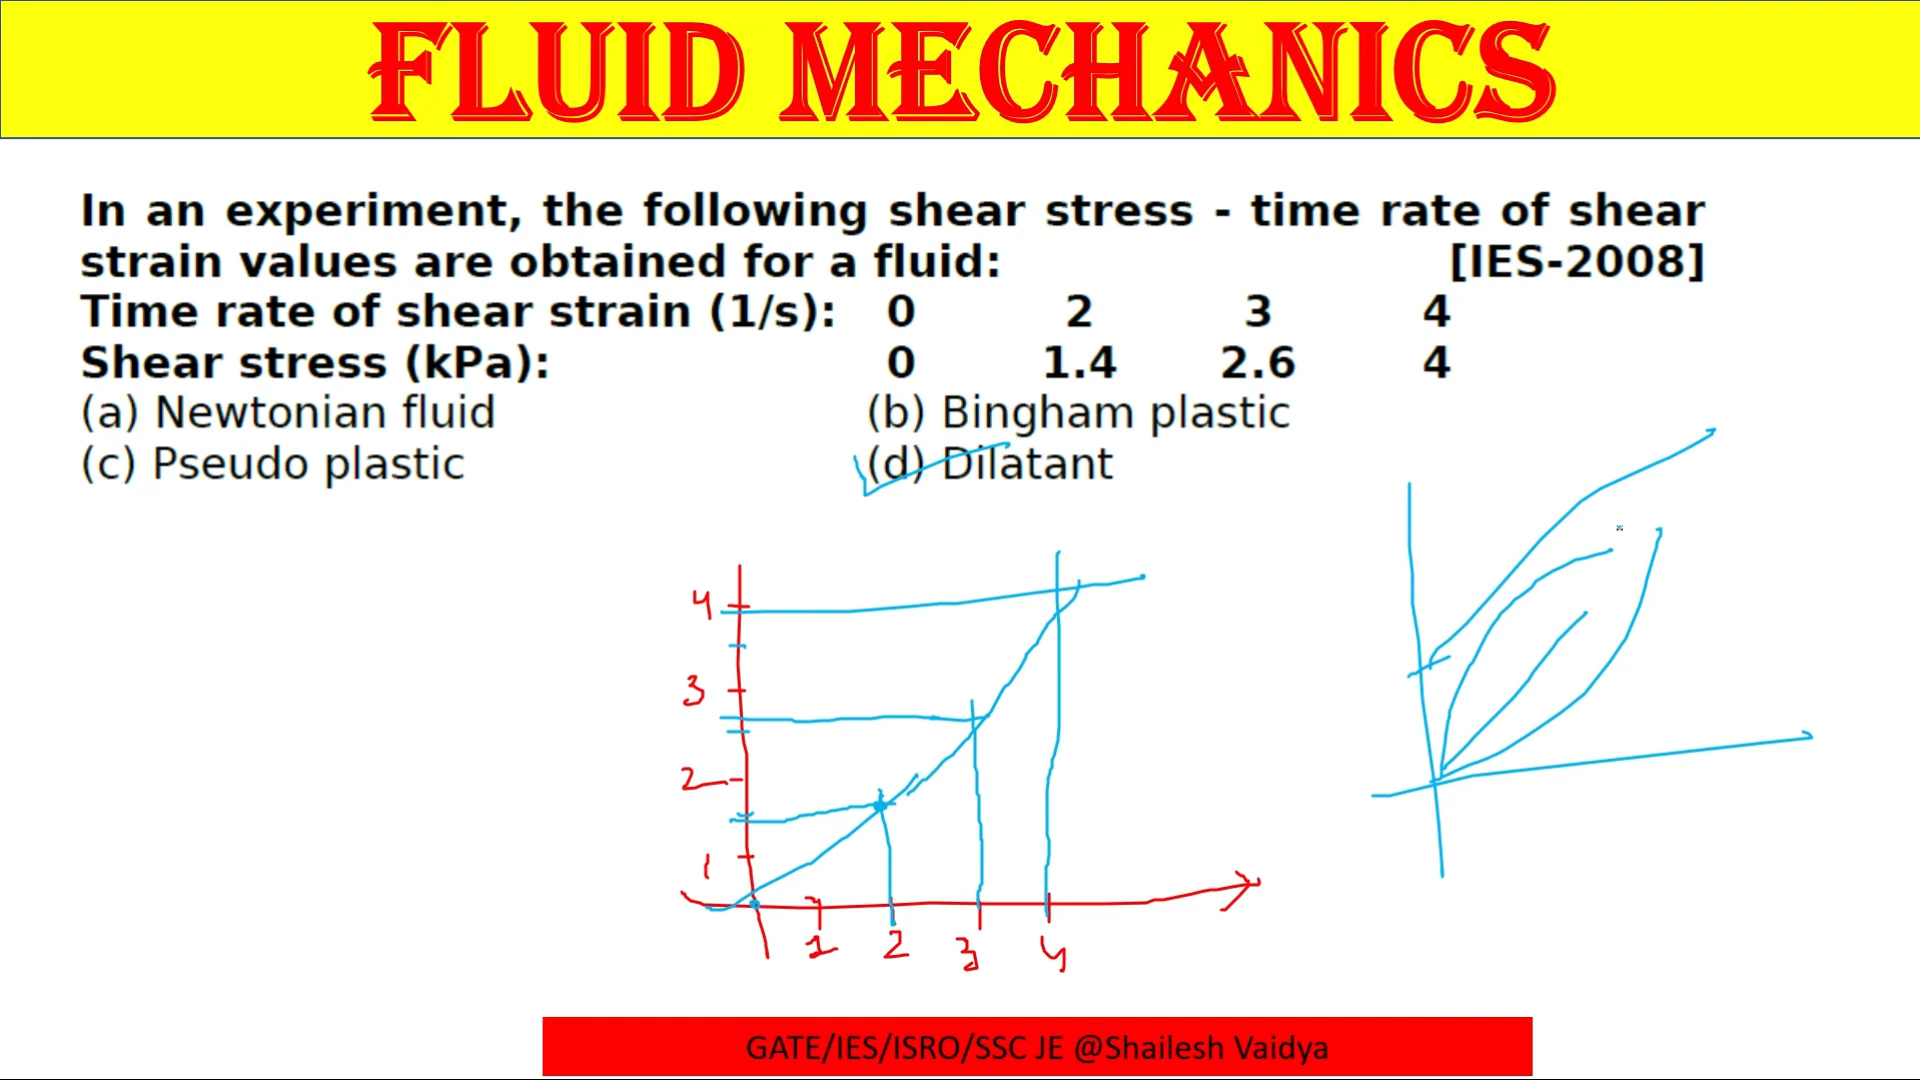 FLUID MECHANICS
In an experiment, the following shear stress - time rate of shear
strain values are obtained for a fluid: [IES-2008]
Time rate of shear strain (1/s): 0 2 3 4
Shear stress (kPa): 0 1.4 2.6 4
(a) Newtonian fluid (b) Bingham plastic
(c) Pseudo plastic (d) Dilatant
4
3
2
1
1 2 3 4
GATE/IES/ISRO/SSC JE @Shailesh Vaidya